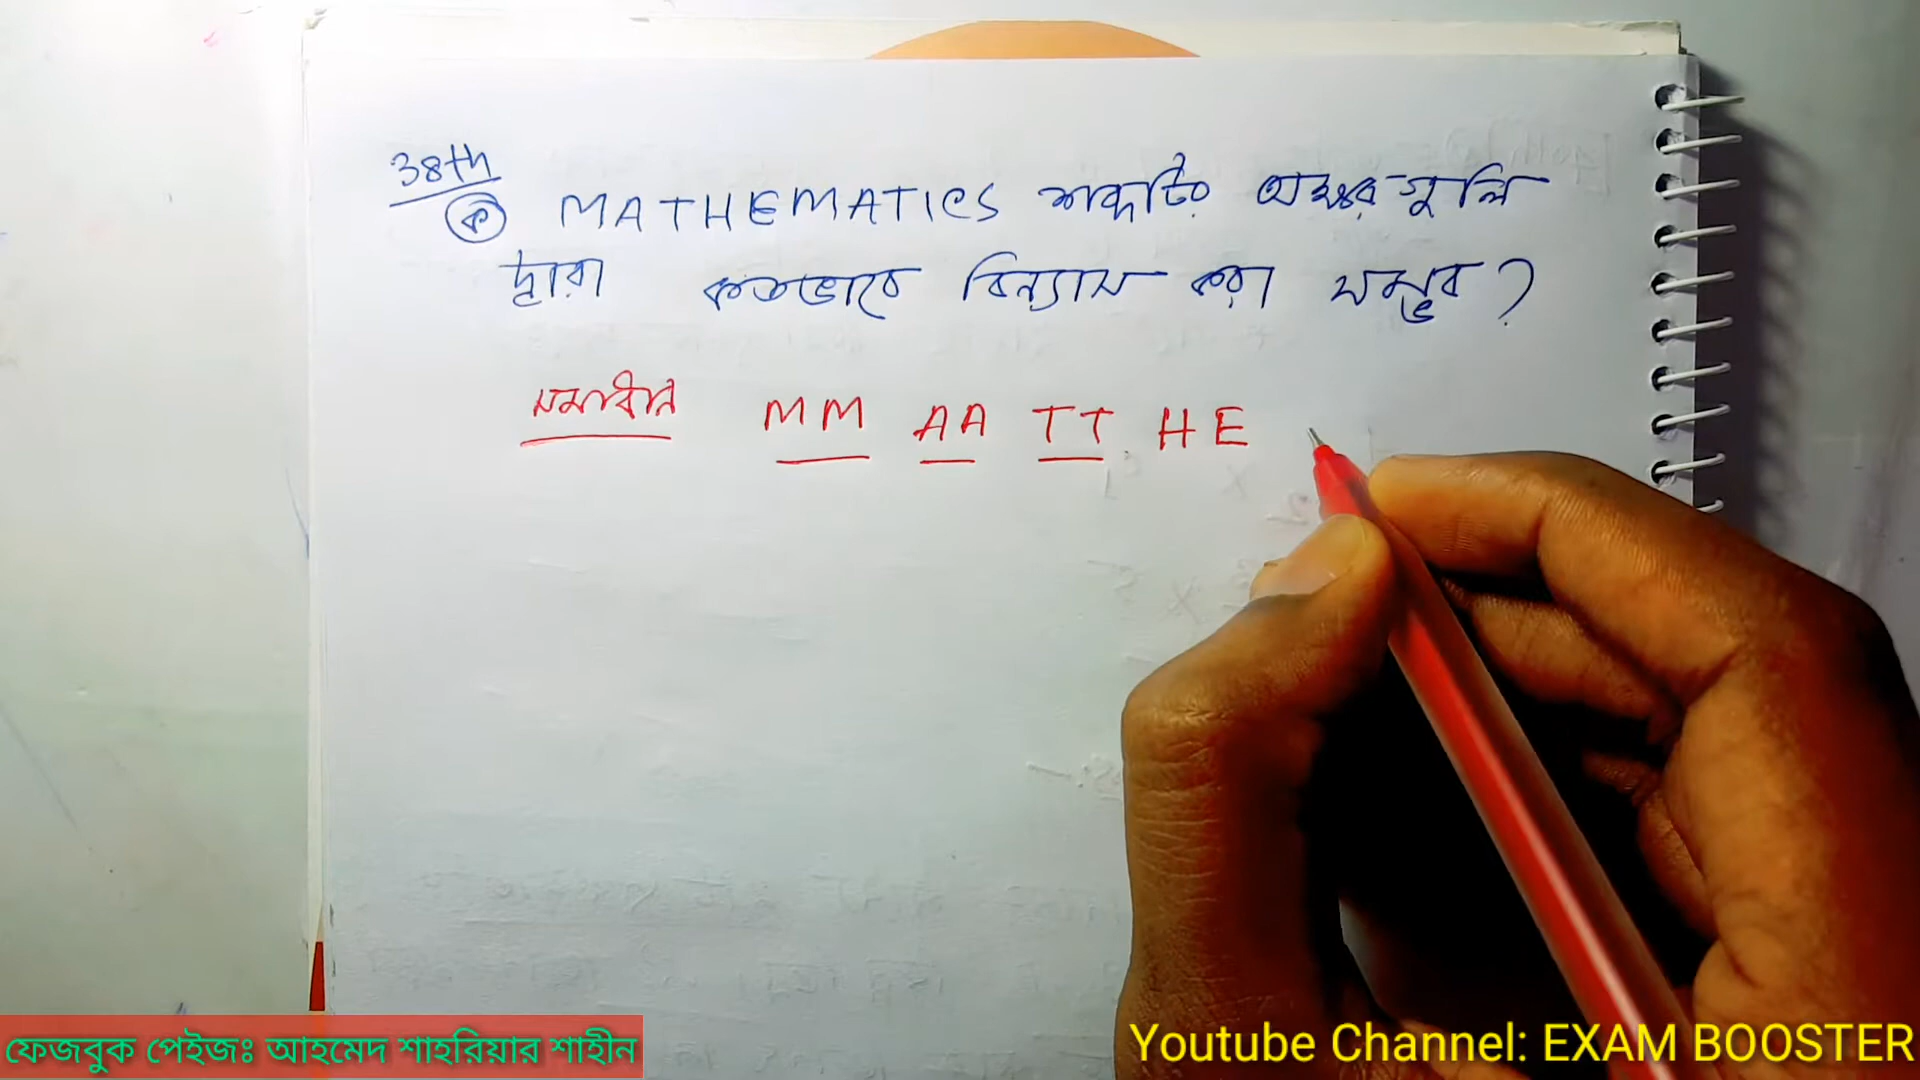 38th
ক MATHEMATICS শব্দটির অক্ষরগুলি
দ্বারা কতভাবে বিন্যাস করা সম্ভব?
সমাধান MM AA TT HE
ফেজবুক পেইজঃ আহমেদ শাহরিয়ার শাহীন
Youtube Channel: EXAM BOOSTER